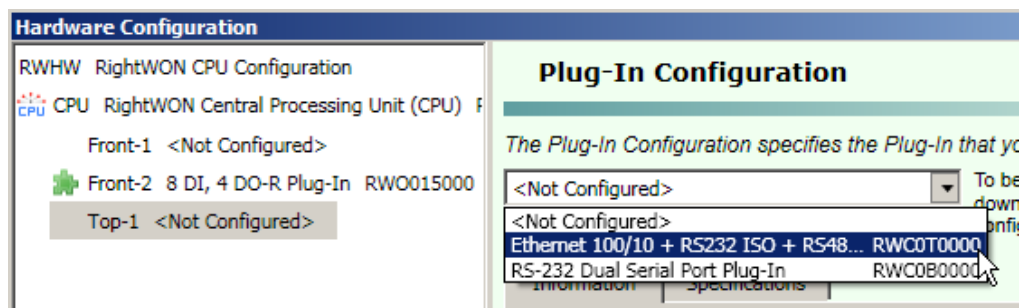 Hardware Configuration
RWHW RightWON CPU Configuration
CPU CPU RightWON Central Processing Unit (CPU)
Front-1 <Not Configured>
Front-2 8 DI, 4 DO-R Plug-In RWO015000
Top-1 <Not Configured>
Plug-In Configuration
The Plug-In Configuration specifies the Plug-In that
<Not Configured>
To be
down
<Not Configured>
Ethernet 100/10 + RS232 ISO + RS48... RWC0T0000
RS-232 Dual Serial Port Plug-In RWC0B0000
Information Specifications